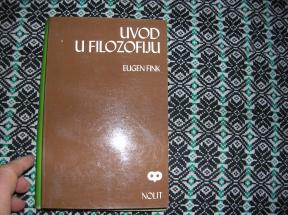 UVOD
U FILOZOFIJU
EUGEN FINK
NOLIT